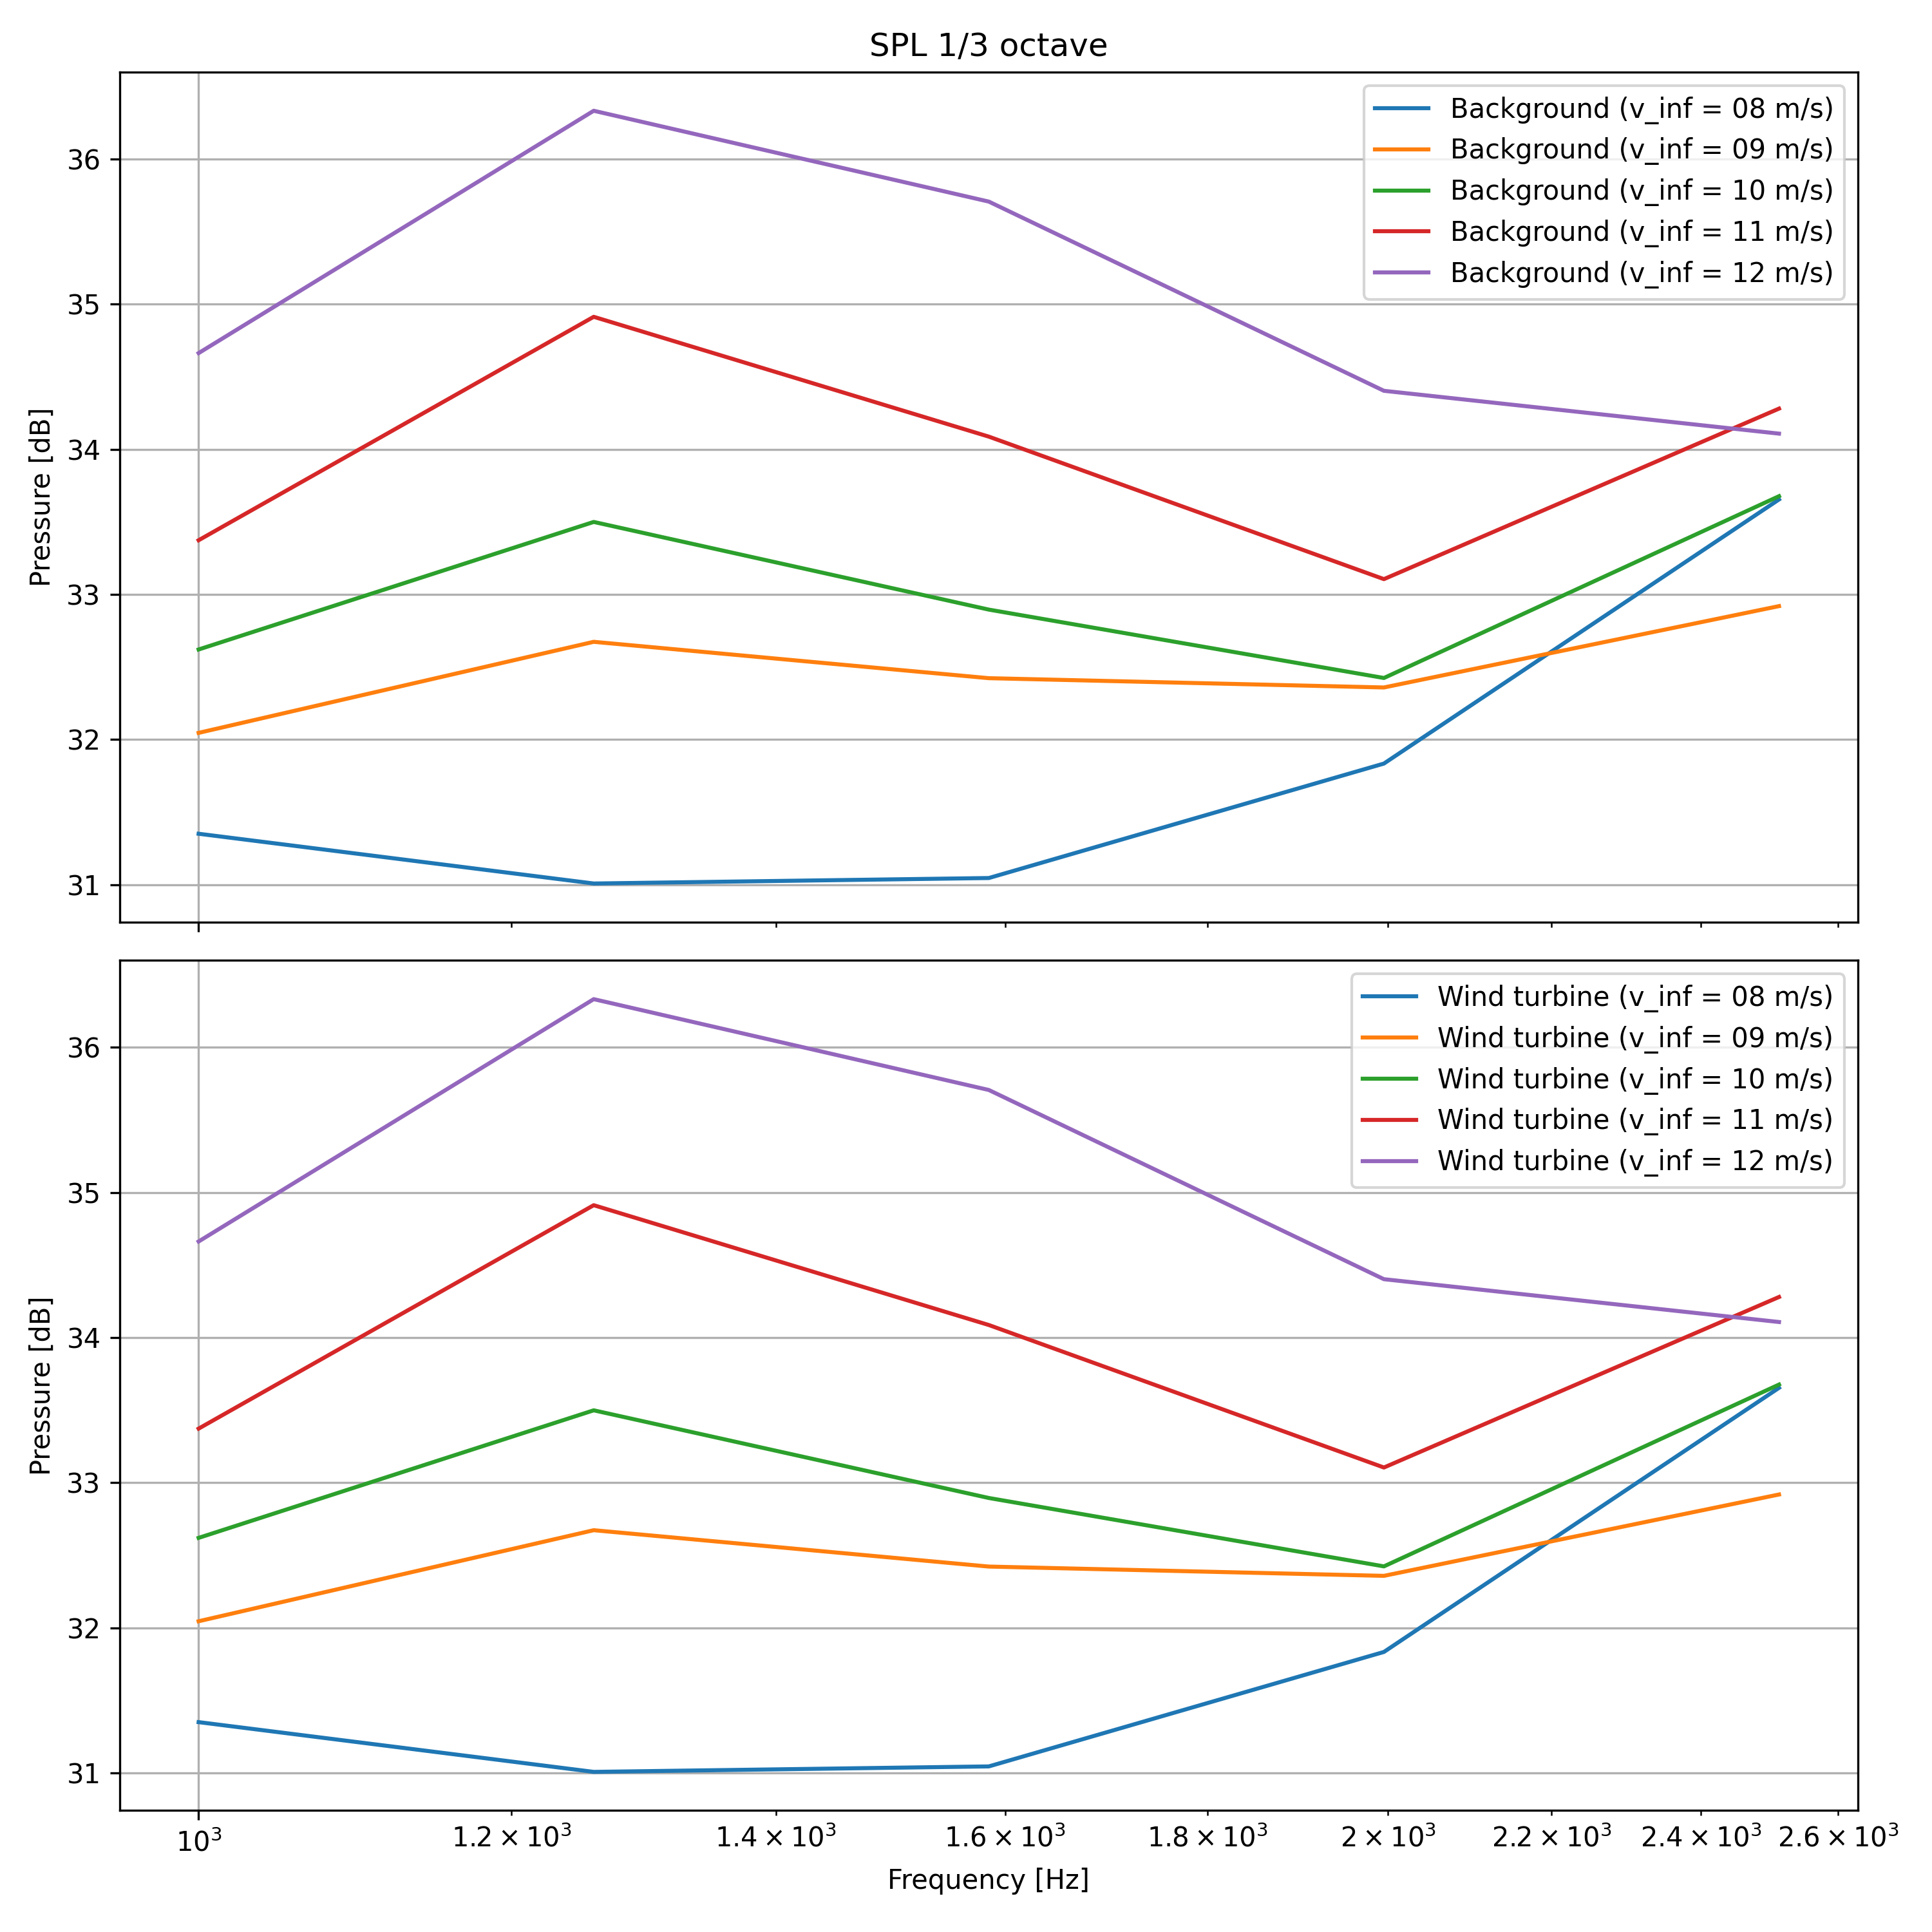 SPL 1/3 octave
Background (v_inf = 08 m/s)
Background (v_inf = 09 m/s)
Background (v_inf = 10 m/s)
Background (v_inf = 11 m/s)
Background (v_inf = 12 m/s)
36
35
34
33
32
31
Pressure [dB]
Wind turbine (v_inf = 08 m/s)
Wind turbine (v_inf = 09 m/s)
Wind turbine (v_inf = 10 m/s)
Wind turbine (v_inf = 11 m/s)
Wind turbine (v_inf = 12 m/s)
36
35
34
33
32
31
Pressure [dB]
10³ 1.2×10³ 1.4×10³ 1.6×10³ 1.8×10³ 2×10³ 2.2×10³ 2.4×10³ 2.6×10³
Frequency [Hz]